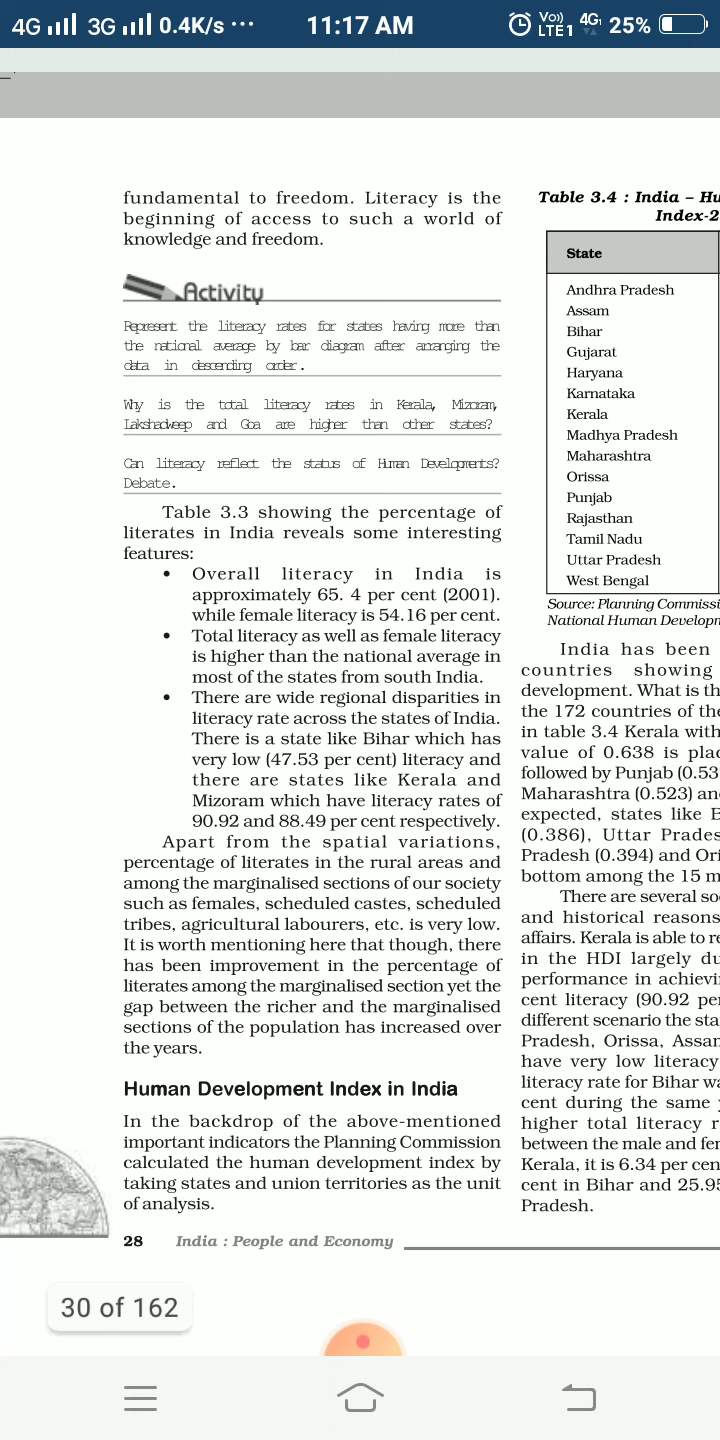 4G 3G 0.4K/s ... 11:17 AM Vo)) LTE1 4G 25%
fundamental to freedom. Literacy is the
beginning of access to such a world of
knowledge and freedom.
Activity
Represent the literacy rates for states having more than
the national average by bar diagram after arranging the
data in descending order.
Why is the total literacy rates in Kerala, Mizoram,
Lakshadweep and Goa are higher than other states?
Can literacy reflect the status of Human Developments?
Debate.
Table 3.3 showing the percentage of
literates in India reveals some interesting
features:
• Overall literacy in India is
approximately 65. 4 per cent (2001).
while female literacy is 54.16 per cent.
• Total literacy as well as female literacy
is higher than the national average in
most of the states from south India.
• There are wide regional disparities in
literacy rate across the states of India.
There is a state like Bihar which has
very low (47.53 per cent) literacy and
there are states like Kerala and
Mizoram which have literacy rates of
90.92 and 88.49 per cent respectively.
Apart from the spatial variations,
percentage of literates in the rural areas and
among the marginalised sections of our society
such as females, scheduled castes, scheduled
tribes, agricultural labourers, etc. is very low.
It is worth mentioning here that though, there
has been improvement in the percentage of
literates among the marginalised section yet the
gap between the richer and the marginalised
sections of the population has increased over
the years.
Human Development Index in India
In the backdrop of the above-mentioned
important indicators the Planning Commission
calculated the human development index by
taking states and union territories as the unit
of analysis.
Table 3.4 : India – Hu
Index-2
State
Andhra Pradesh
Assam
Bihar
Gujarat
Haryana
Karnataka
Kerala
Madhya Pradesh
Maharashtra
Orissa
Punjab
Rajasthan
Tamil Nadu
Uttar Pradesh
West Bengal
Source: Planning Commissi
National Human Developm
India has been
countries showing
development. What is th
the 172 countries of the
in table 3.4 Kerala with
value of 0.638 is plac
followed by Punjab (0.53
Maharashtra (0.523) and
expected, states like B
(0.386), Uttar Prades
Pradesh (0.394) and Ori
bottom among the 15 m
There are several soc
and historical reasons
affairs. Kerala is able to re
in the HDI largely du
performance in achievin
cent literacy (90.92 per
different scenario the sta
Pradesh, Orissa, Assam
have very low literacy
literacy rate for Bihar wa
cent during the same y
higher total literacy r
between the male and fem
Kerala, it is 6.34 per cen
cent in Bihar and 25.95
Pradesh.
28 India : People and Economy
30 of 162